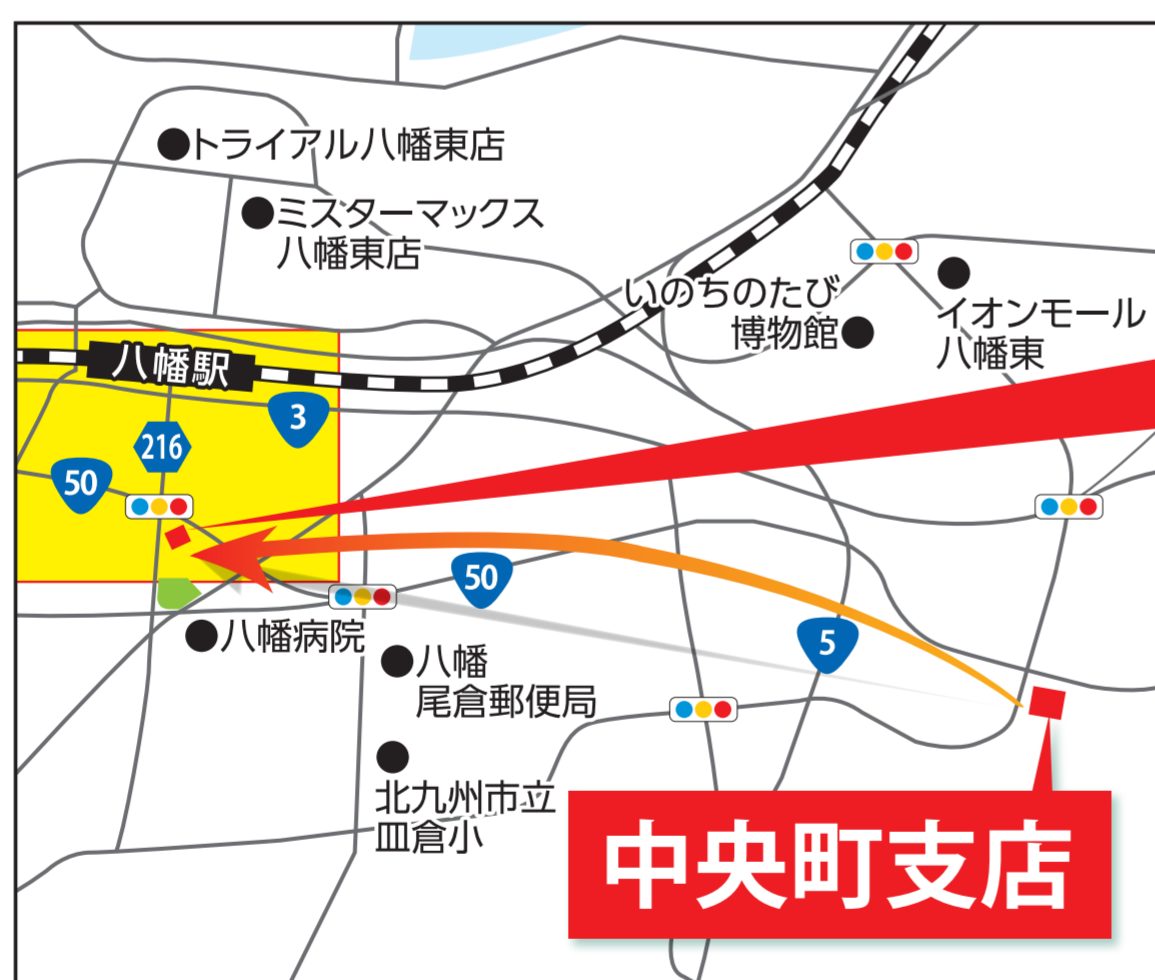 トライアル八幡東店
ミスターマックス
八幡東店
いのちのたび
博物館
イオンモール
八幡東
八幡駅
3
216
50
50
5
八幡病院
八幡
尾倉郵便局
北九州市立
皿倉小
中央町支店